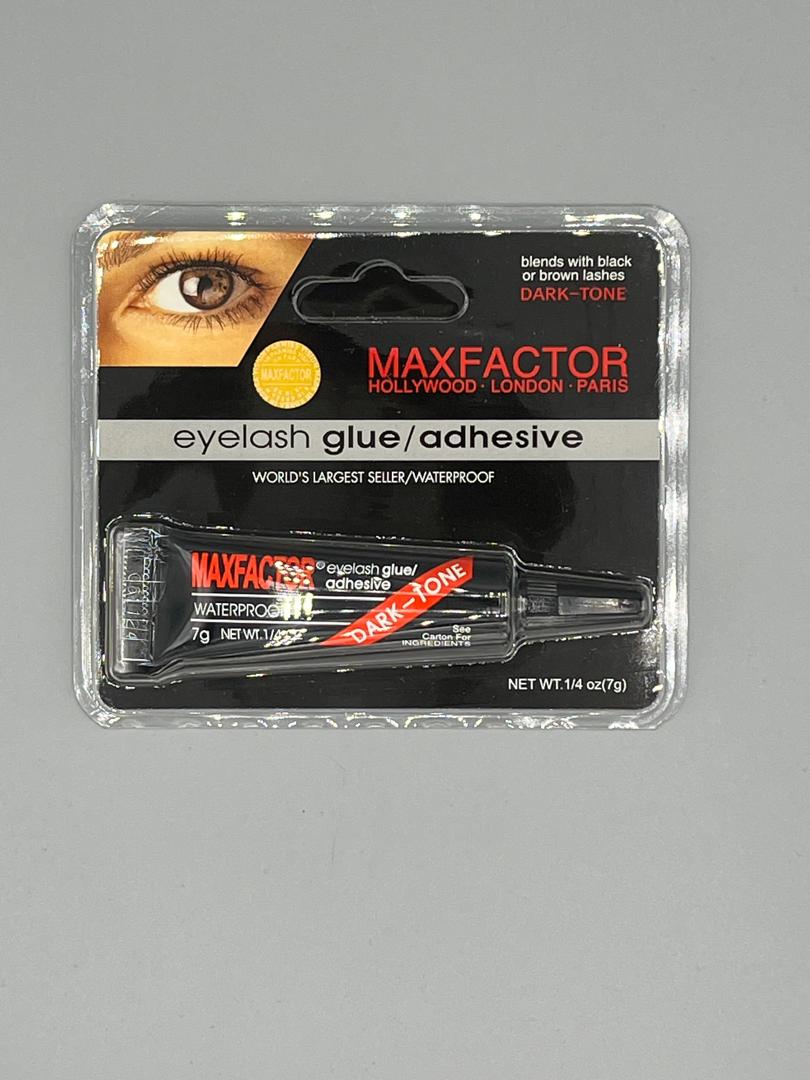 blends with black
or brown lashes
DARK-TONE
MAXFACTOR
MAXFACTOR
HOLLYWOOD · LONDON · PARIS
eyelash glue/adhesive
WORLD'S LARGEST SELLER/WATERPROOF
MAXFACTOR® eyelash glue/
adhesive
WATERPROOF
DARK-TONE
7g NET WT.1/4
See
Carton For
INGREDIENTS
NET WT.1/4 oz(7g)